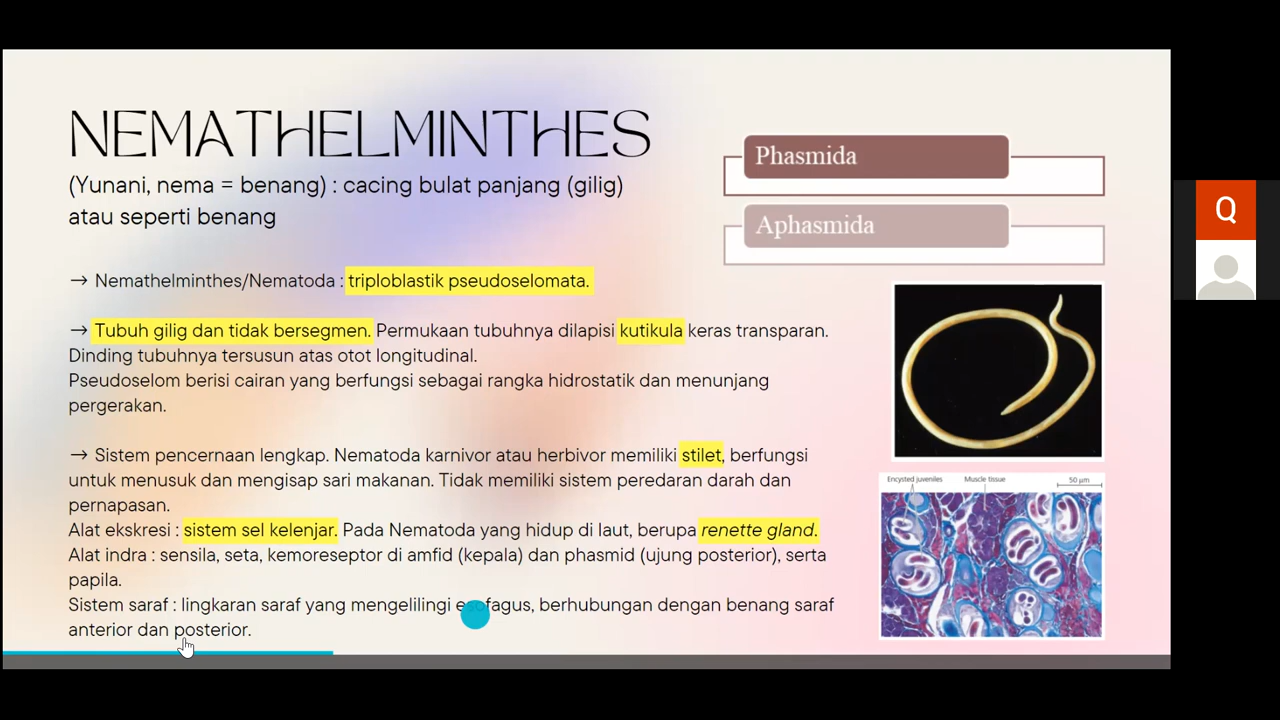 NEMATHELMINTHES
(Yunani, nema = benang) : cacing bulat panjang (gilig)
atau seperti benang
→ Nemathelminthes/Nematoda : triploblastik pseudoselomata.
→ Tubuh gilig dan tidak bersegmen. Permukaan tubuhnya dilapisi kutikula keras transparan.
Dinding tubuhnya tersusun atas otot longitudinal.
Pseudoselom berisi cairan yang berfungsi sebagai rangka hidrostatik dan menunjang
pergerakan.
→ Sistem pencernaan lengkap. Nematoda karnivor atau herbivor memiliki stilet, berfungsi
untuk menusuk dan mengisap sari makanan. Tidak memiliki sistem peredaran darah dan
pernapasan.
Alat ekskresi : sistem sel kelenjar. Pada Nematoda yang hidup di laut, berupa renette gland.
Alat indra : sensila, seta, kemoreseptor di amfid (kepala) dan phasmid (ujung posterior), serta
papila.
Sistem saraf : lingkaran saraf yang mengelilingi esofagus, berhubungan dengan benang saraf
anterior dan posterior.
Phasmida
Aphasmida
Encysted juveniles
Muscle tissue
50 µm
Q